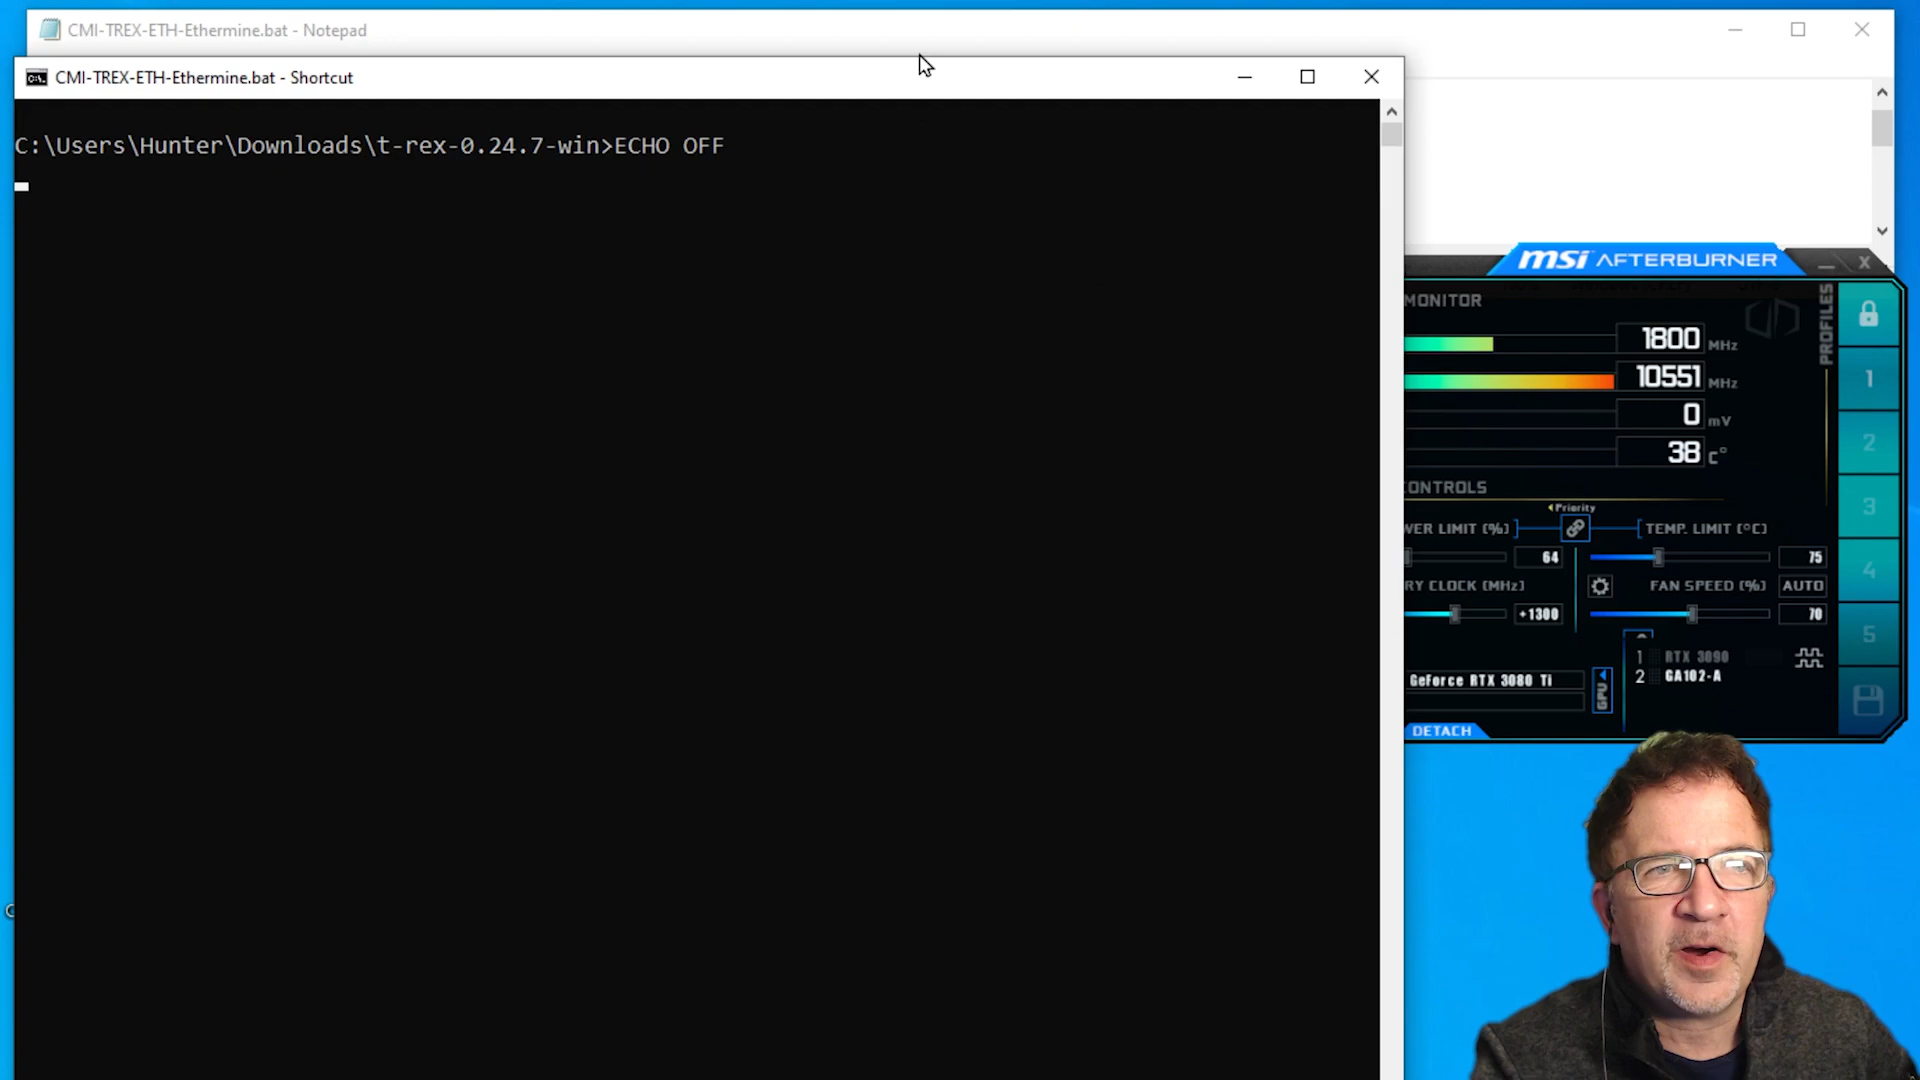 CMI-TREX-ETH-Ethermine.bat - Notepad
CMI-TREX-ETH-Ethermine.bat - Shortcut
C:\Users\Hunter\Downloads\t-rex-0.24.7-win>ECHO OFF
msi AFTERBURNER
MONITOR
PROFILES
1800 MHz
10551 MHz
0 mV
38 C°
CONTROLS
Priority
WER LIMIT (%)
TEMP. LIMIT (°C)
64
75
RY CLOCK (MHz)
FAN SPEED (%)
AUTO
+1300
70
1 RTX 3090
2 GA102-A
GeForce RTX 3080 Ti
GPU
DETACH
1
2
3
4
5
X